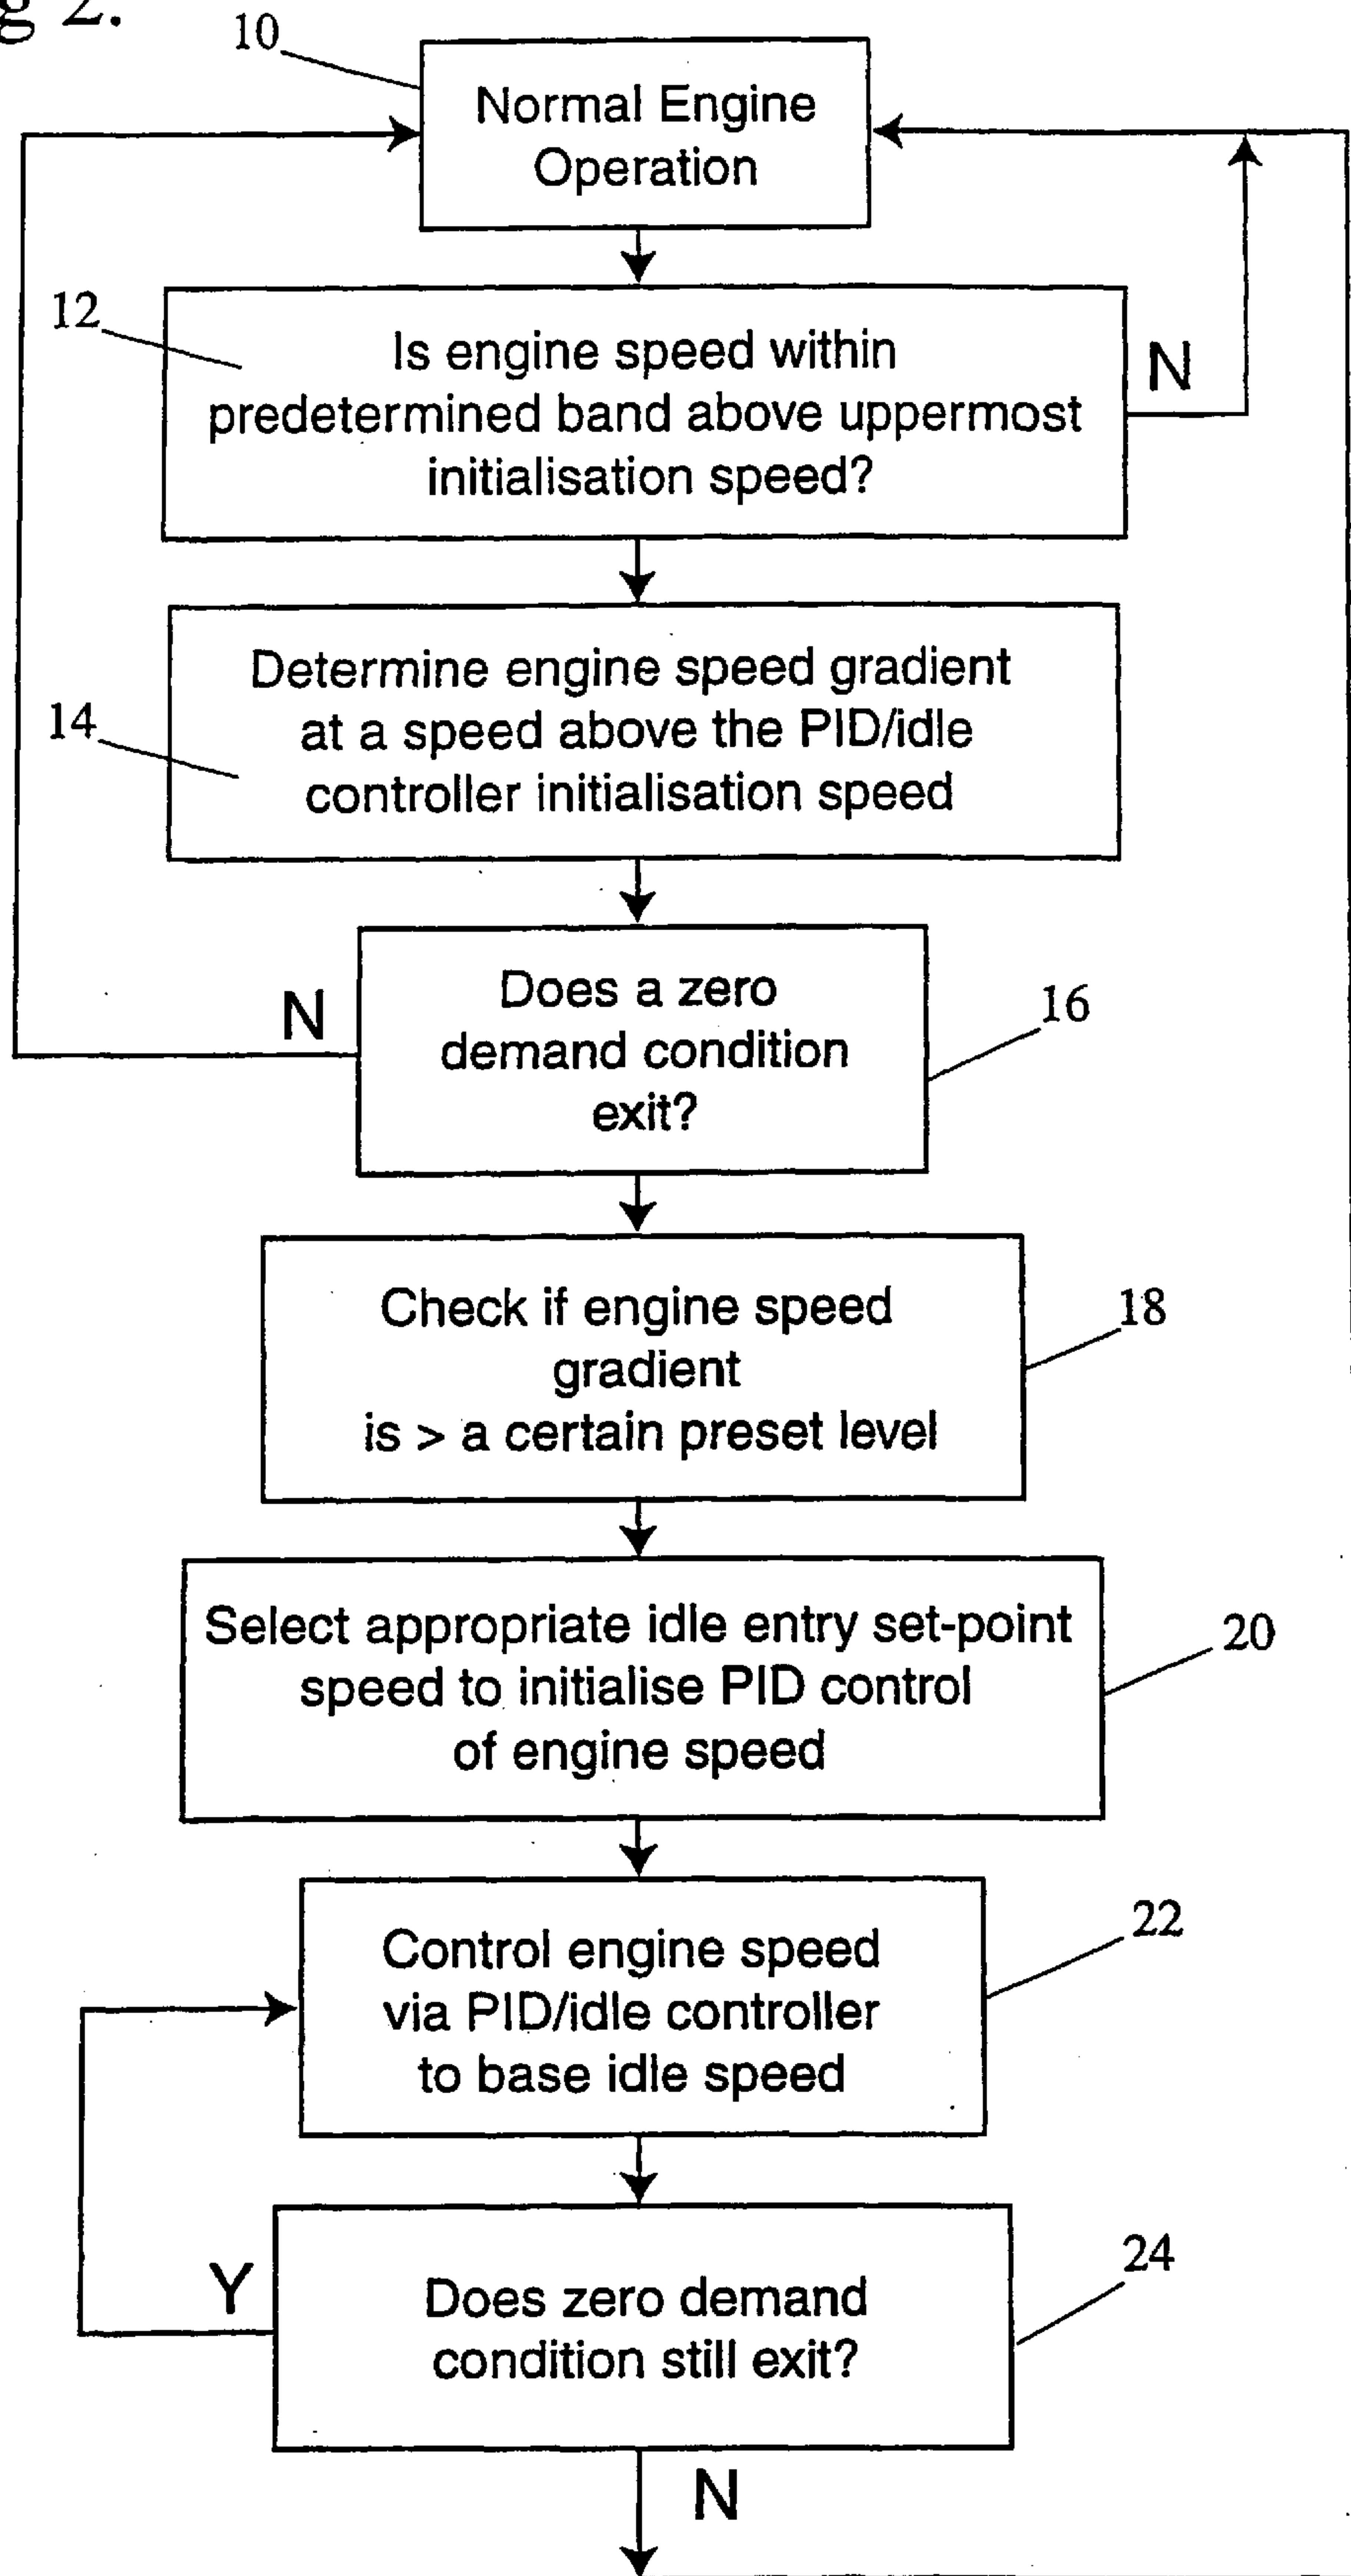 g 2.
10
Normal Engine
Operation
12
Is engine speed within
predetermined band above uppermost
initialisation speed?
N
14
Determine engine speed gradient
at a speed above the PID/idle
controller initialisation speed
N
Does a zero
demand condition
exit?
16
Check if engine speed
gradient
is > a certain preset level
18
Select appropriate idle entry set-point
speed to initialise PID control
of engine speed
20
Control engine speed
via PID/idle controller
to base idle speed
22
Y
Does zero demand
condition still exit?
24
N